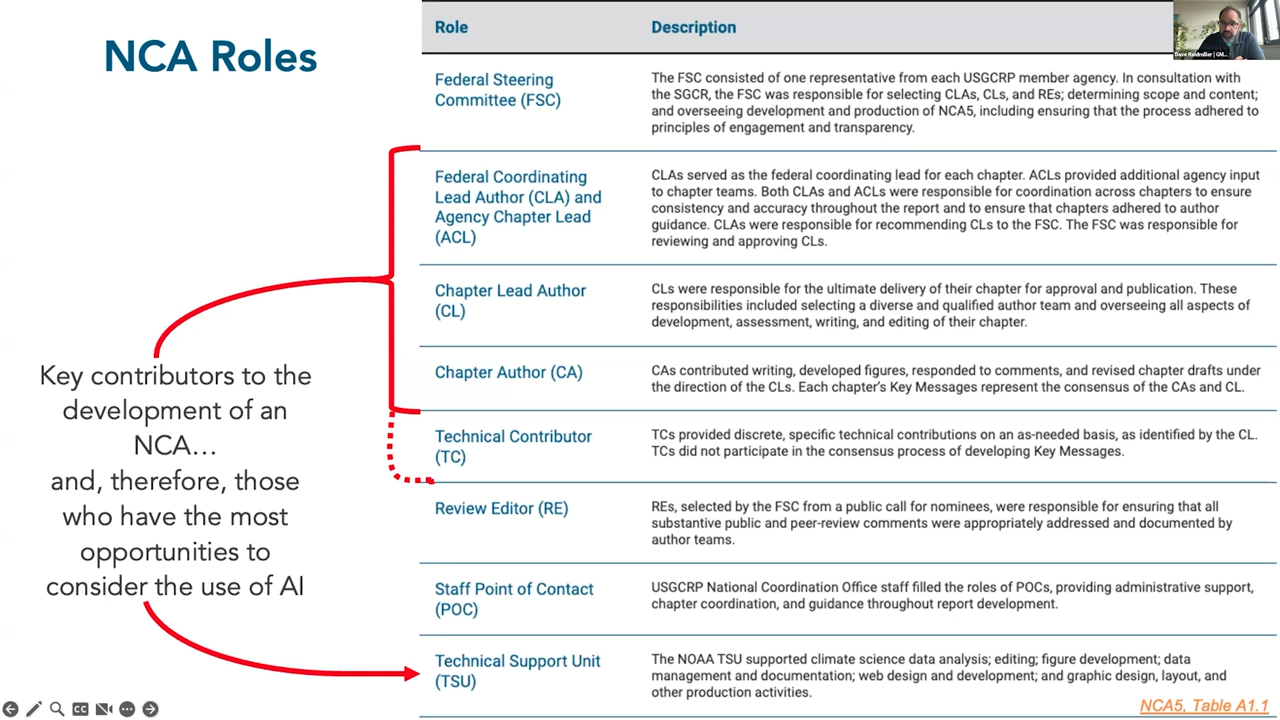 NCA Roles
Key contributors to the
development of an
NCA…
and, therefore, those
who have the most
opportunities to
consider the use of AI
Role
Description
Federal Steering
Committee (FSC)
The FSC consisted of one representative from each USGCRP member agency. In consultation with
the SGCR, the FSC was responsible for selecting CLAs, CLs, and REs; determining scope and content;
and overseeing development and production of NCA5, including ensuring that the process adhered to
principles of engagement and transparency.
Federal Coordinating
Lead Author (CLA) and
Agency Chapter Lead
(ACL)
CLAs served as the federal coordinating lead for each chapter. ACLs provided additional agency input
to chapter teams. Both CLAs and ACLs were responsible for coordination across chapters to ensure
consistency and accuracy throughout the report and to ensure that chapters adhered to author
guidance. CLAs were responsible for recommending CLs to the FSC. The FSC was responsible for
reviewing and approving CLs.
Chapter Lead Author
(CL)
CLs were responsible for the ultimate delivery of their chapter for approval and publication. These
responsibilities included selecting a diverse and qualified author team and overseeing all aspects of
development, assessment, writing, and editing of their chapter.
Chapter Author (CA)
CAs contributed writing, developed figures, responded to comments, and revised chapter drafts under
the direction of the CLs. Each chapter's Key Messages represent the consensus of the CAs and CL.
Technical Contributor
(TC)
TCs provided discrete, specific technical contributions on an as-needed basis, as identified by the CL.
TCs did not participate in the consensus process of developing Key Messages.
Review Editor (RE)
REs, selected by the FSC from a public call for nominees, were responsible for ensuring that all
substantive public and peer-review comments were appropriately addressed and documented by
author teams.
Staff Point of Contact
(POC)
USGCRP National Coordination Office staff filled the roles of POCs, providing administrative support,
chapter coordination, and guidance throughout report development.
Technical Support Unit
(TSU)
The NOAA TSU supported climate science data analysis; editing; figure development; data
management and documentation; web design and development; and graphic design, layout, and
other production activities.
NCA5, Table A1.1
Dave Reidmiller | GM...
CC